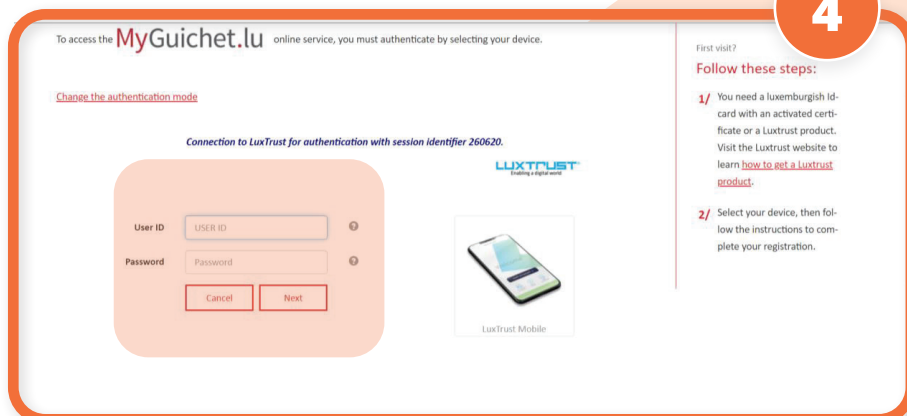 4
To access the MyGuichet.lu online service, you must authenticate by selecting your device.
Change the authentication mode
Connection to LuxTrust for authentication with session identifier 260620.
LUXTRUST
Enabling a digital world
User ID
USER ID
?
Password
Password
?
Cancel
Next
LuxTrust Mobile
First visit?
Follow these steps:
1/ You need a luxemburgish Id-
card with an activated certi-
ficate or a Luxtrust product.
Visit the Luxtrust website to
learn how to get a Luxtrust
product.
2/ Select your device, then fol-
low the instructions to com-
plete your registration.